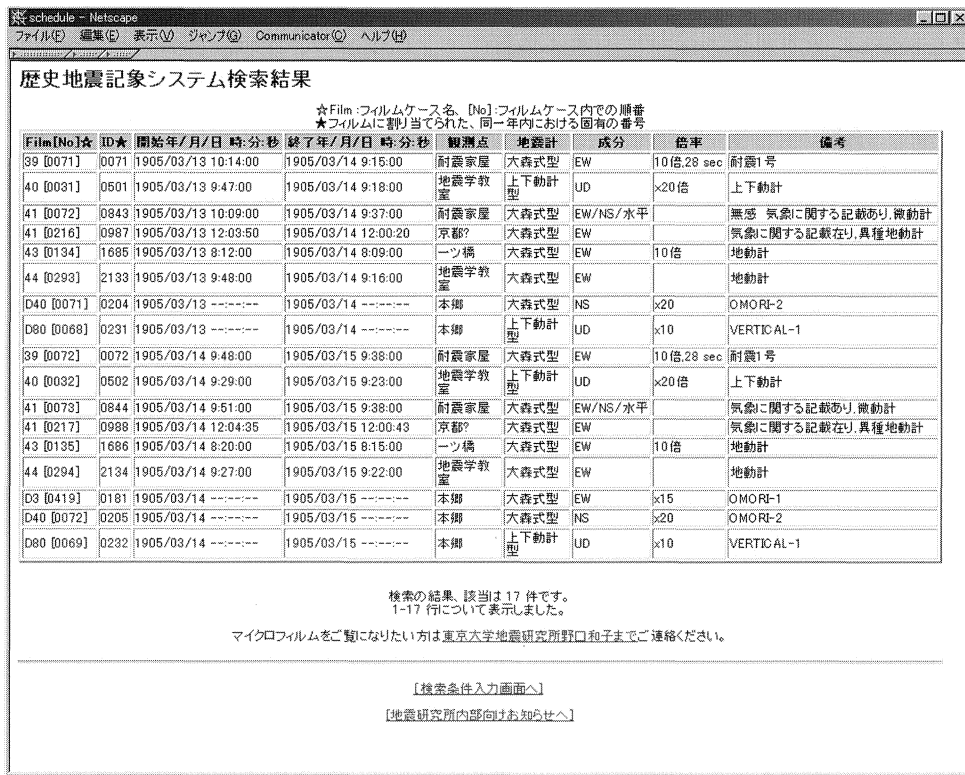 schedule - Netscape
ファイル(F) 編集(E) 表示(V) ジャンプ(G) Communicator(C) ヘルプ(H)
歴史地震記象システム検索結果
☆Film :フィルムケース名、[No]:フィルムケース内での順番
★フィルムに割り当てられた、同一年内における固有の番号
Film[No]☆ ID★ 開始年/月/日 時:分:秒 終了年/月/日 時:分:秒 観測点 地震計 成分 倍率 備考
39 [0071] 0071 1905/03/13 10:14:00 1905/03/14 9:15:00 耐震家屋 大森式型 EW 10倍,28 sec 耐震1号
40 [0031] 0501 1905/03/13 9:47:00 1905/03/14 9:18:00 地震学教室 上下動計型 UD ×20倍 上下動計
41 [0072] 0843 1905/03/13 10:09:00 1905/03/14 9:37:00 耐震家屋 大森式型 EW/NS/水平 無感 気象に関する記載あり,微動計
41 [0216] 0987 1905/03/13 12:03:50 1905/03/14 12:00:20 京都? 大森式型 EW 気象に関する記載在り,異種地動計
43 [0134] 1685 1905/03/13 8:12:00 1905/03/14 8:09:00 一ツ橋 大森式型 EW 10倍 地動計
44 [0293] 2133 1905/03/13 9:48:00 1905/03/14 9:16:00 地震学教室 大森式型 EW 地動計
D40 [0071] 0204 1905/03/13 --:--:-- 1905/03/14 --:--:-- 本郷 大森式型 NS x20 OMORI-2
D80 [0068] 0231 1905/03/13 --:--:-- 1905/03/14 --:--:-- 本郷 上下動計型 UD x10 VERTICAL-1
39 [0072] 0072 1905/03/14 9:48:00 1905/03/15 9:38:00 耐震家屋 大森式型 EW 10倍,28 sec 耐震1号
40 [0032] 0502 1905/03/14 9:29:00 1905/03/15 9:23:00 地震学教室 上下動計型 UD ×20倍 上下動計
41 [0073] 0844 1905/03/14 9:51:00 1905/03/15 9:38:00 耐震家屋 大森式型 EW/NS/水平 気象に関する記載あり,微動計
41 [0217] 0988 1905/03/14 12:04:35 1905/03/15 12:00:43 京都? 大森式型 EW 気象に関する記載在り,異種地動計
43 [0135] 1686 1905/03/14 8:20:00 1905/03/15 8:15:00 一ツ橋 大森式型 EW 10倍 地動計
44 [0294] 2134 1905/03/14 9:27:00 1905/03/15 9:22:00 地震学教室 大森式型 EW 地動計
D3 [0419] 0181 1905/03/14 --:--:-- 1905/03/15 --:--:-- 本郷 大森式型 EW x15 OMORI-1
D40 [0072] 0205 1905/03/14 --:--:-- 1905/03/15 --:--:-- 本郷 大森式型 NS x20 OMORI-2
D80 [0069] 0232 1905/03/14 --:--:-- 1905/03/15 --:--:-- 本郷 上下動計型 UD x10 VERTICAL-1
検索の結果、該当は 17 件です。
1-17 行について表示しました。
マイクロフィルムをご覧になりたい方は東京大学地震研究所野口和子までご連絡ください。
[検索条件入力画面へ]
[地震研究所内部向けお知らせへ]